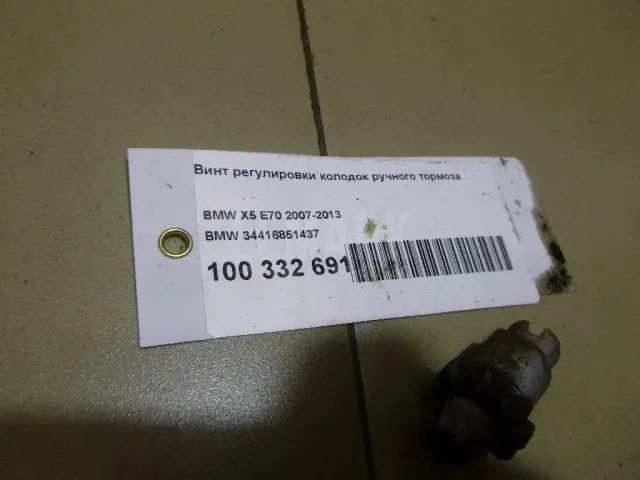 Винт регулировки колодок ручного тормоза
BMW X5 E70 2007-2013
BMW 34416851437
100 332 691